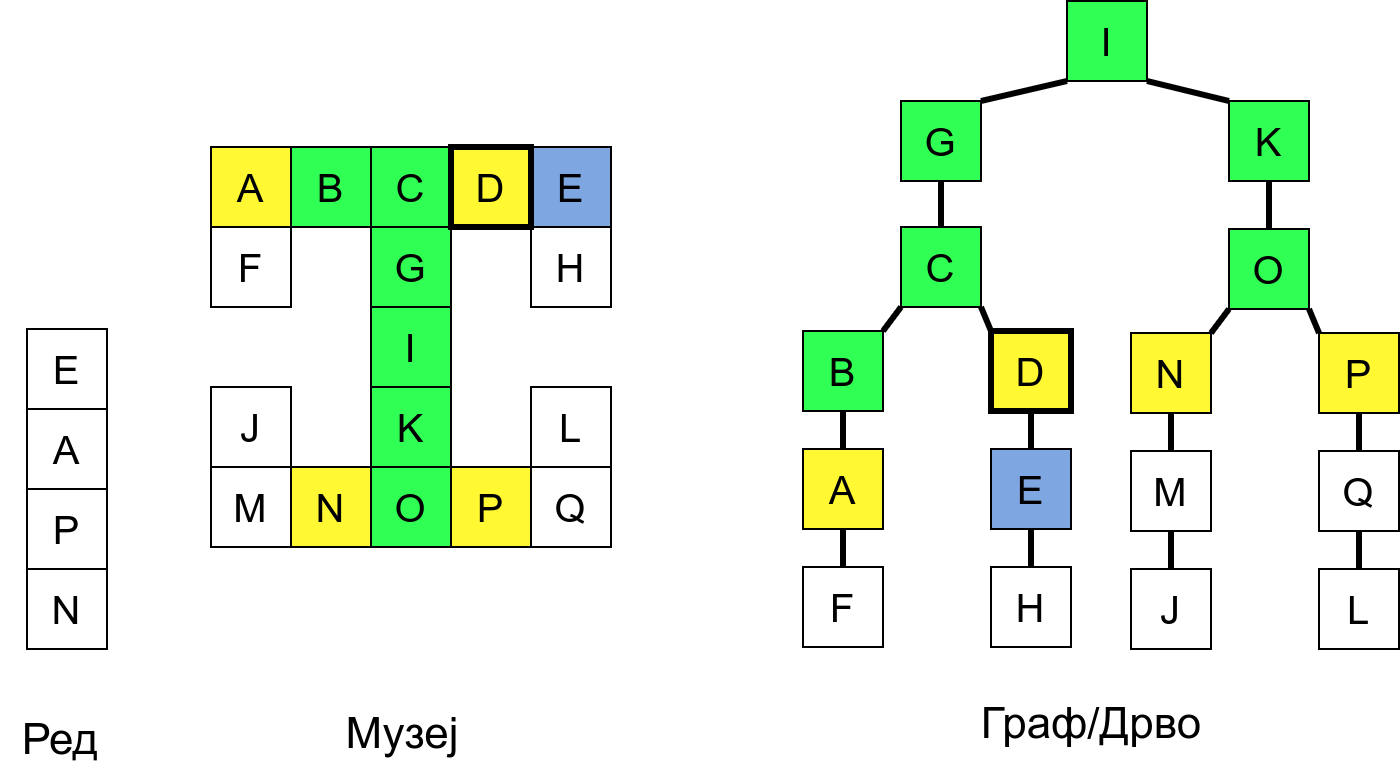 E
A
P
N
Ред
A B C D E
F G H
I
J K L
M N O P Q
Музеј
I
G K
C O
B D N P
A E M Q
F H J L
Граф/Дрво